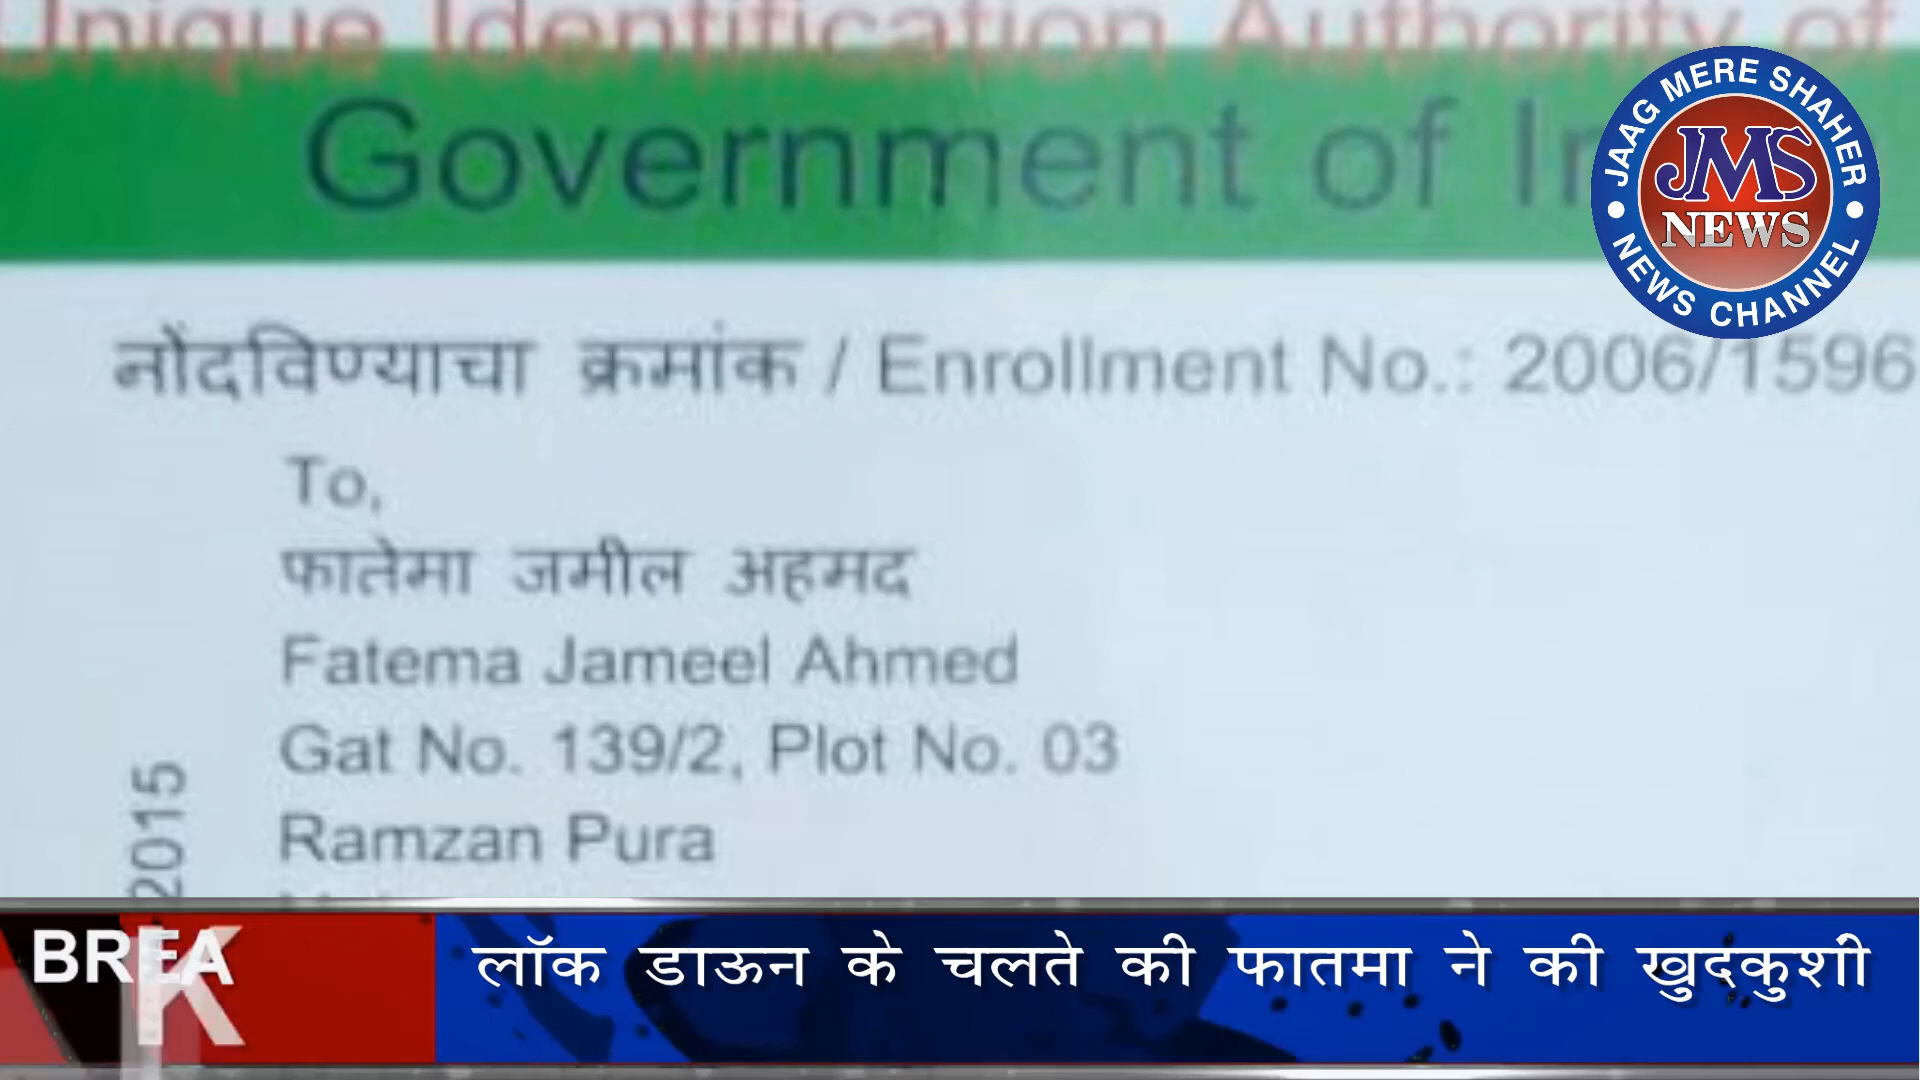 Unique Identification Authority of
Government of In
JAAG MERE SHAHER
JMS
NEWS
NEWS CHANNEL
नोंदविण्याचा क्रमांक / Enrollment No.: 2006/1596
To,
फातेमा जमील अहमद
Fatema Jameel Ahmed
Gat No. 139/2, Plot No. 03
Ramzan Pura
2015
BREA
K
लॉक डाऊन के चलते की फातमा ने की खुदकुशी